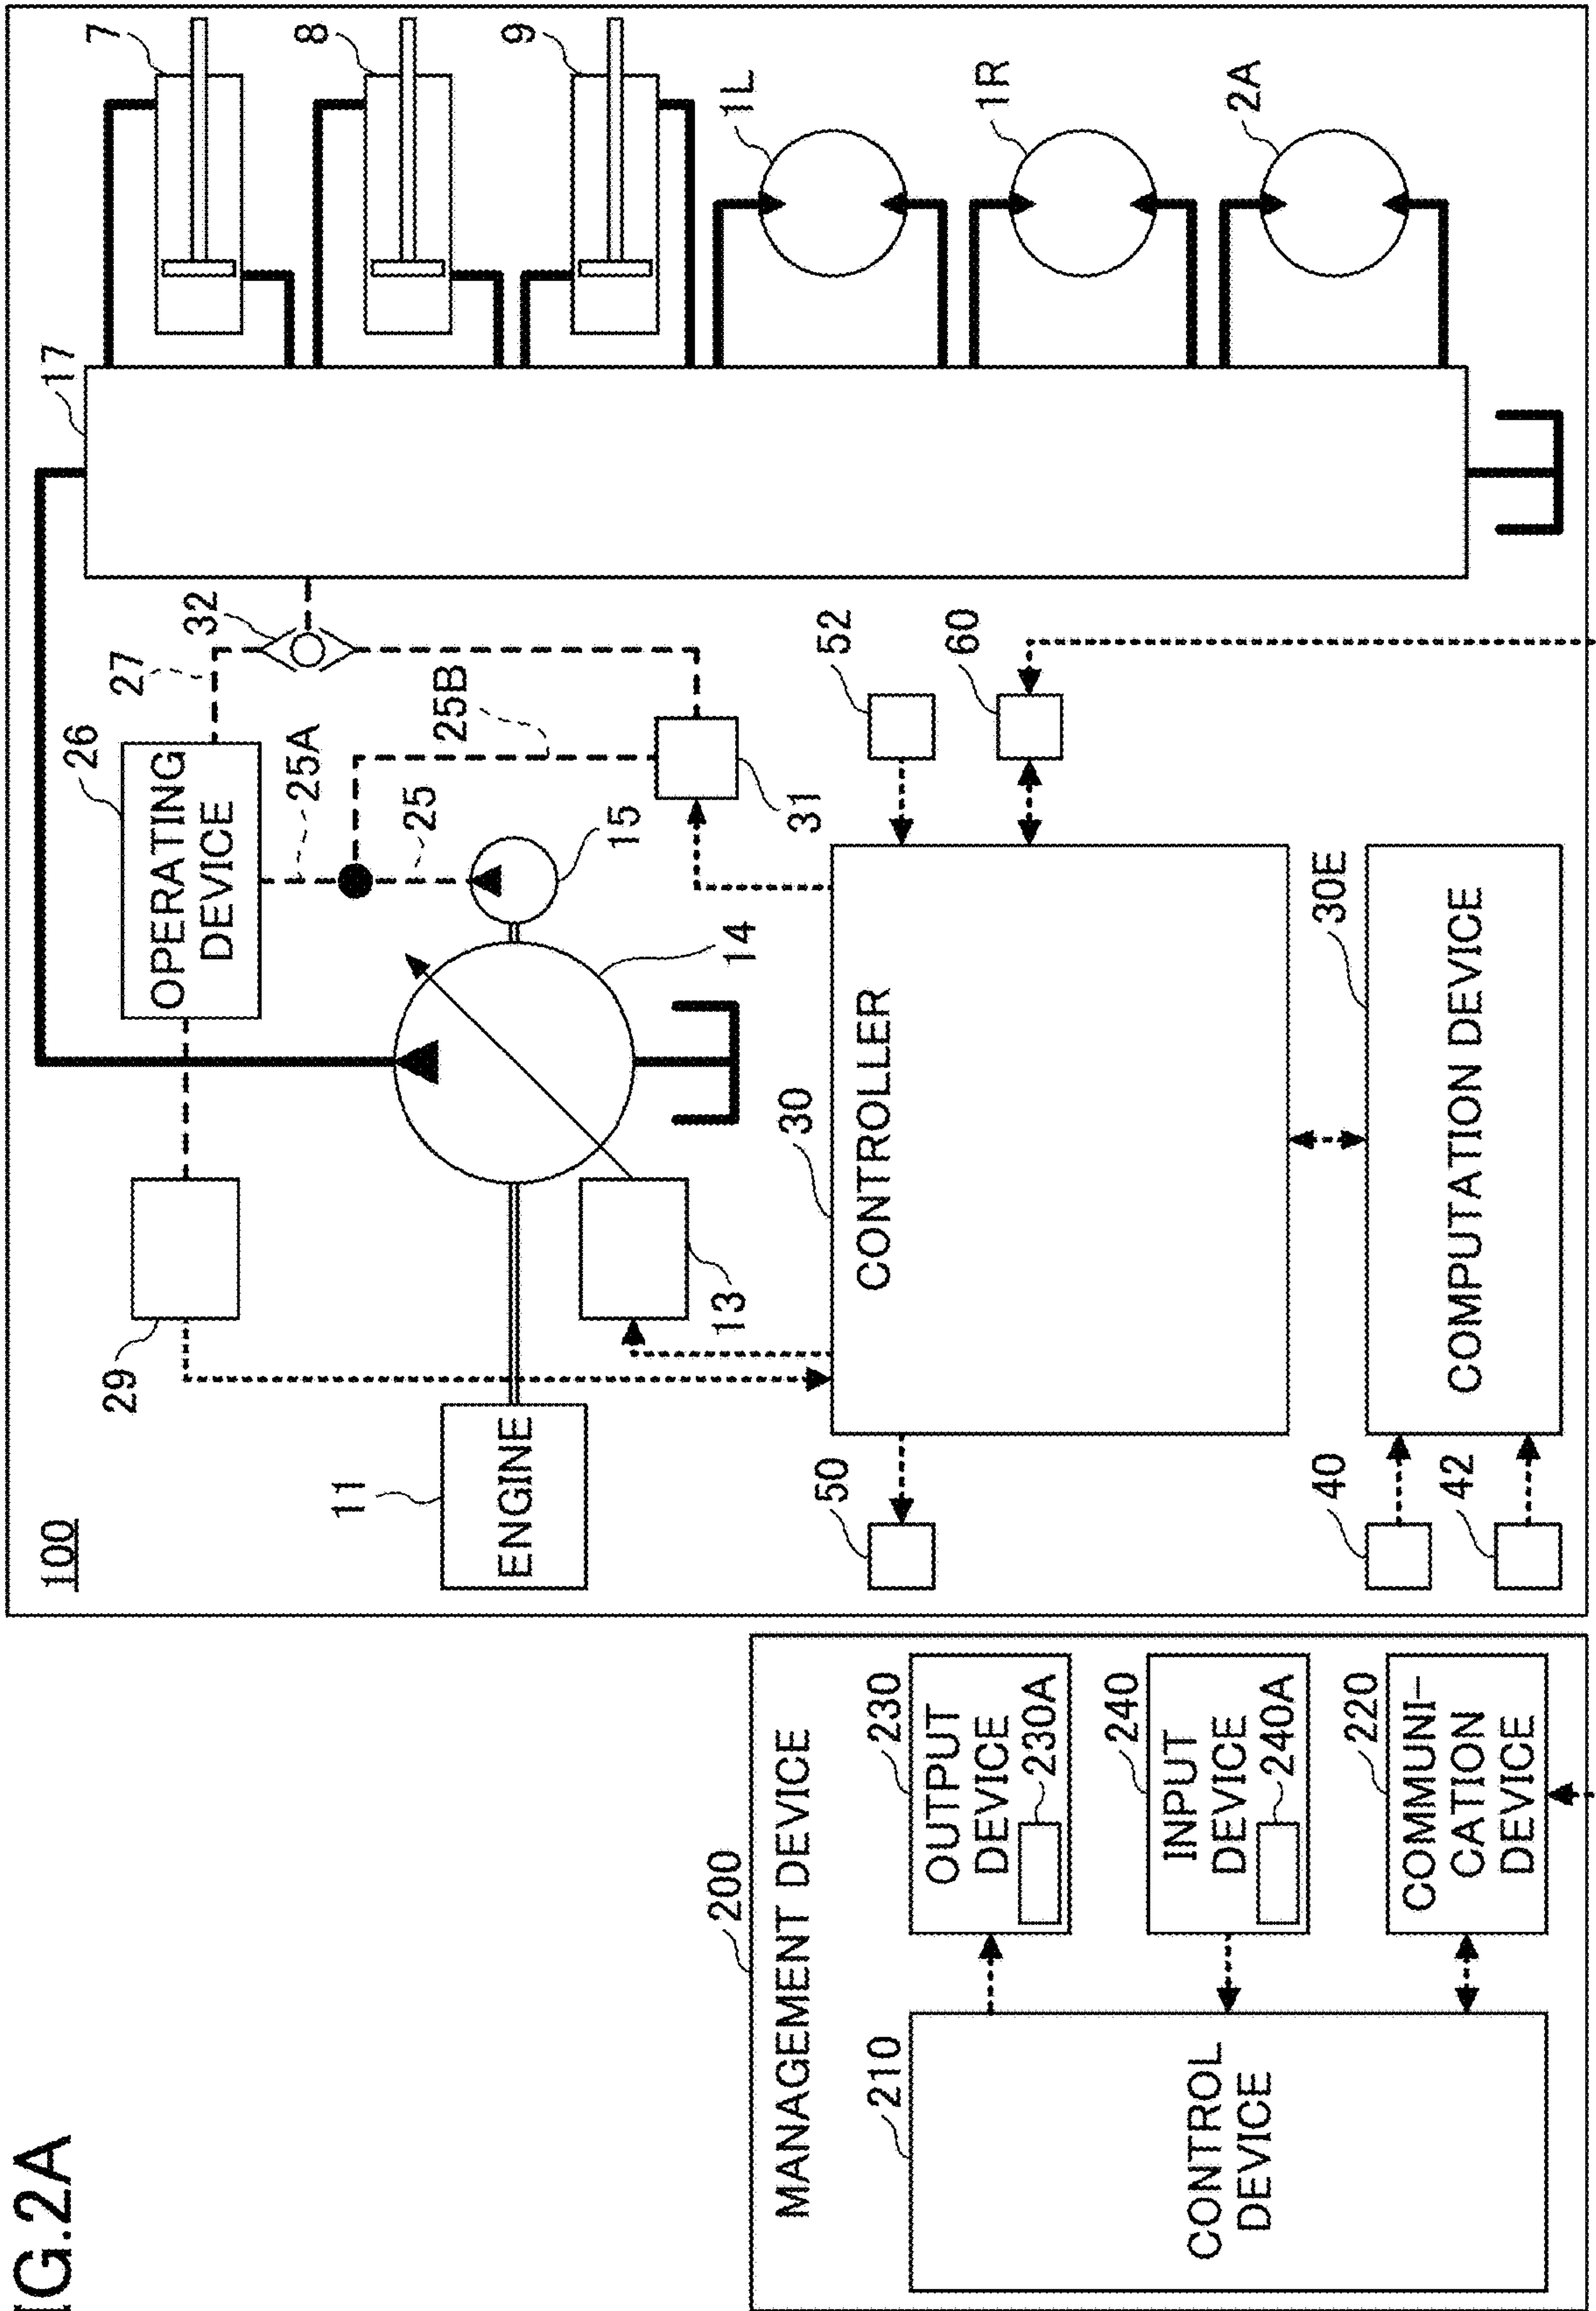 IG.2A
100
29
26
OPERATING
DEVICE
27
32
17
7
8
9
1L
1R
2A
25A
25
25B
11
ENGINE
15
14
13
31
30
CONTROLLER
50
52
60
30E
COMPUTATION DEVICE
40
42
200
MANAGEMENT DEVICE
210
CONTROL
DEVICE
230
OUTPUT
DEVICE
230A
240
INPUT
DEVICE
240A
220
COMMUNI-
CATION
DEVICE